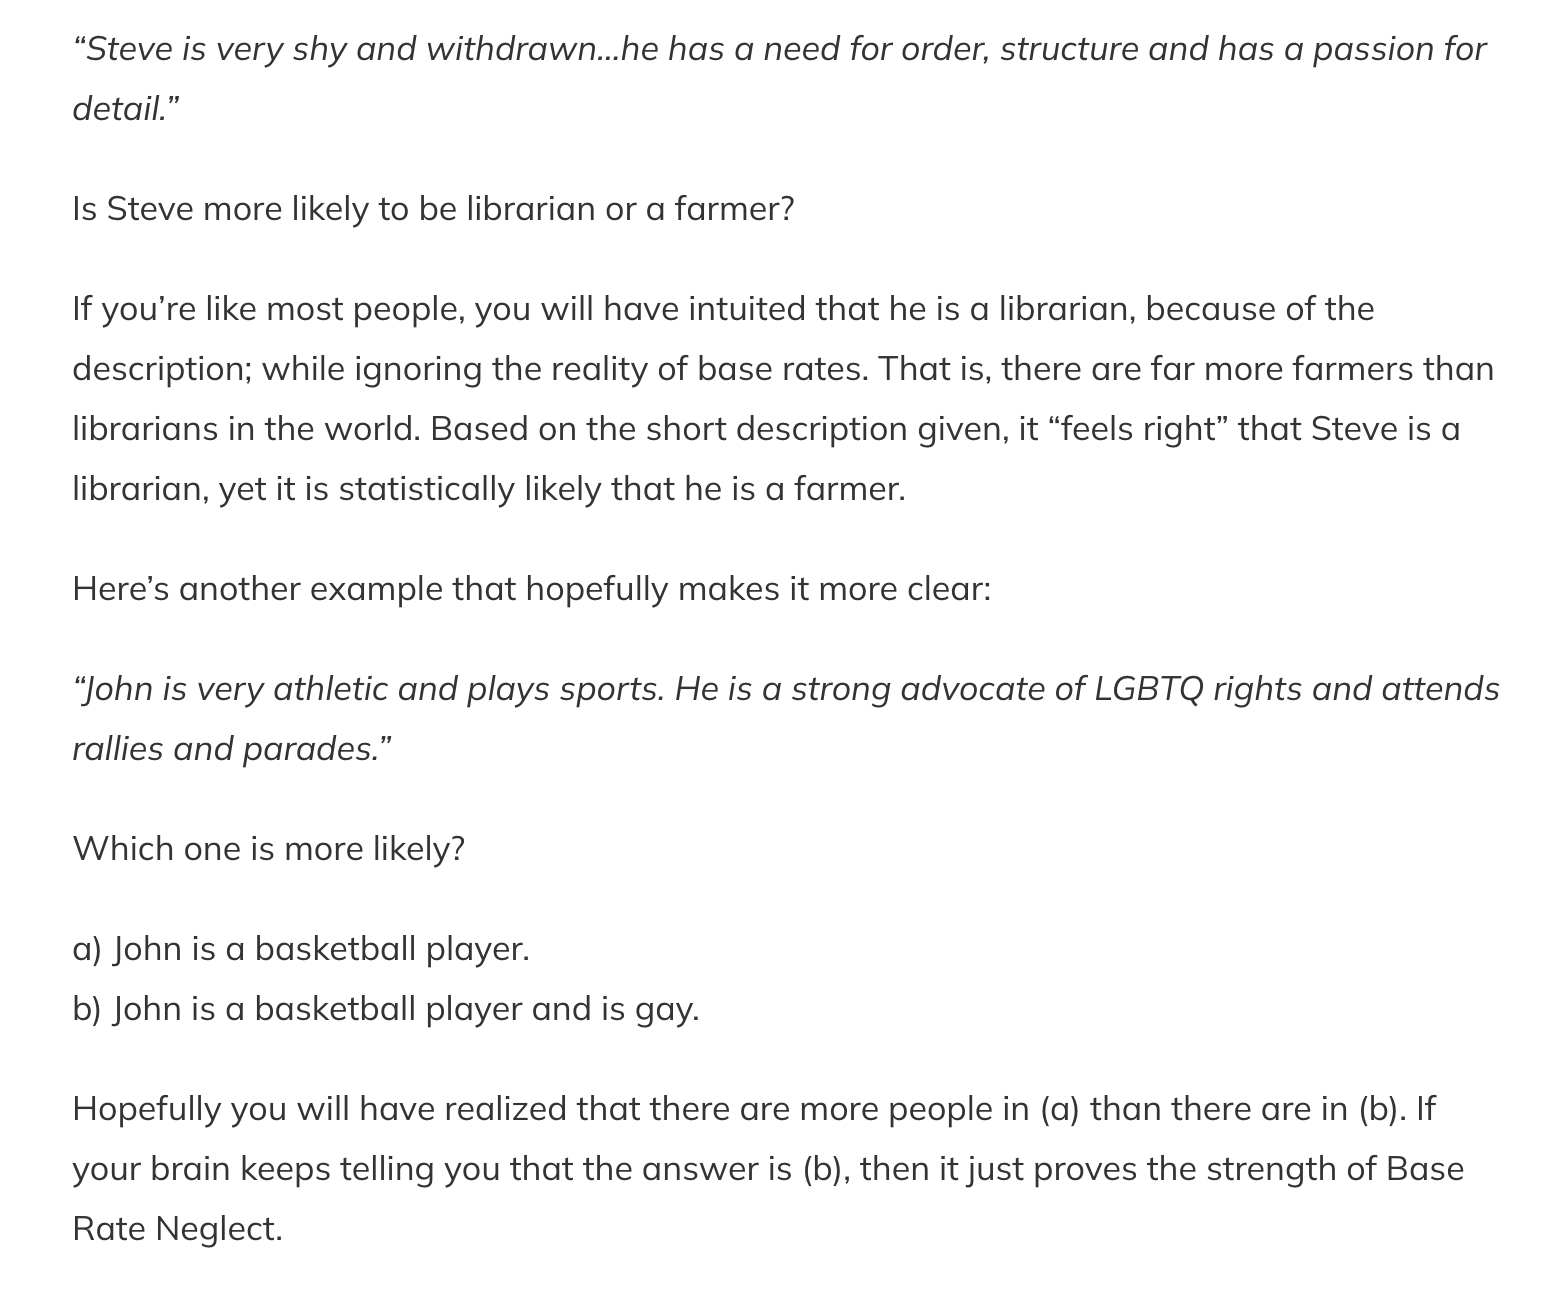 “Steve is very shy and withdrawn…he has a need for order, structure and has a passion for
detail.”
Is Steve more likely to be librarian or a farmer?
If you’re like most people, you will have intuited that he is a librarian, because of the
description; while ignoring the reality of base rates. That is, there are far more farmers than
librarians in the world. Based on the short description given, it “feels right” that Steve is a
librarian, yet it is statistically likely that he is a farmer.
Here’s another example that hopefully makes it more clear:
“John is very athletic and plays sports. He is a strong advocate of LGBTQ rights and attends
rallies and parades.”
Which one is more likely?
a) John is a basketball player.
b) John is a basketball player and is gay.
Hopefully you will have realized that there are more people in (a) than there are in (b). If
your brain keeps telling you that the answer is (b), then it just proves the strength of Base
Rate Neglect.